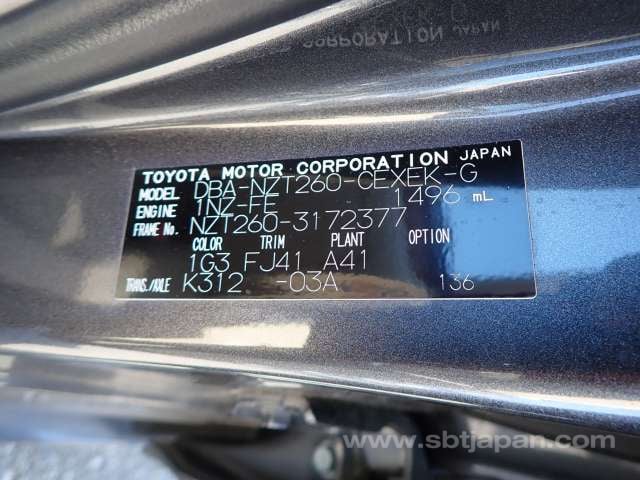 TOYOTA MOTOR CORPORATION JAPAN
MODEL DBA-NZT260-CEXEK-G
ENGINE 1NZ-FE 1496 mL
FRAME No. NZT260-3172377
COLOR TRIM PLANT OPTION
1G3 FJ41 A41
TRANS./AXLE K312 -03A 136
© www.sbtjapan.com